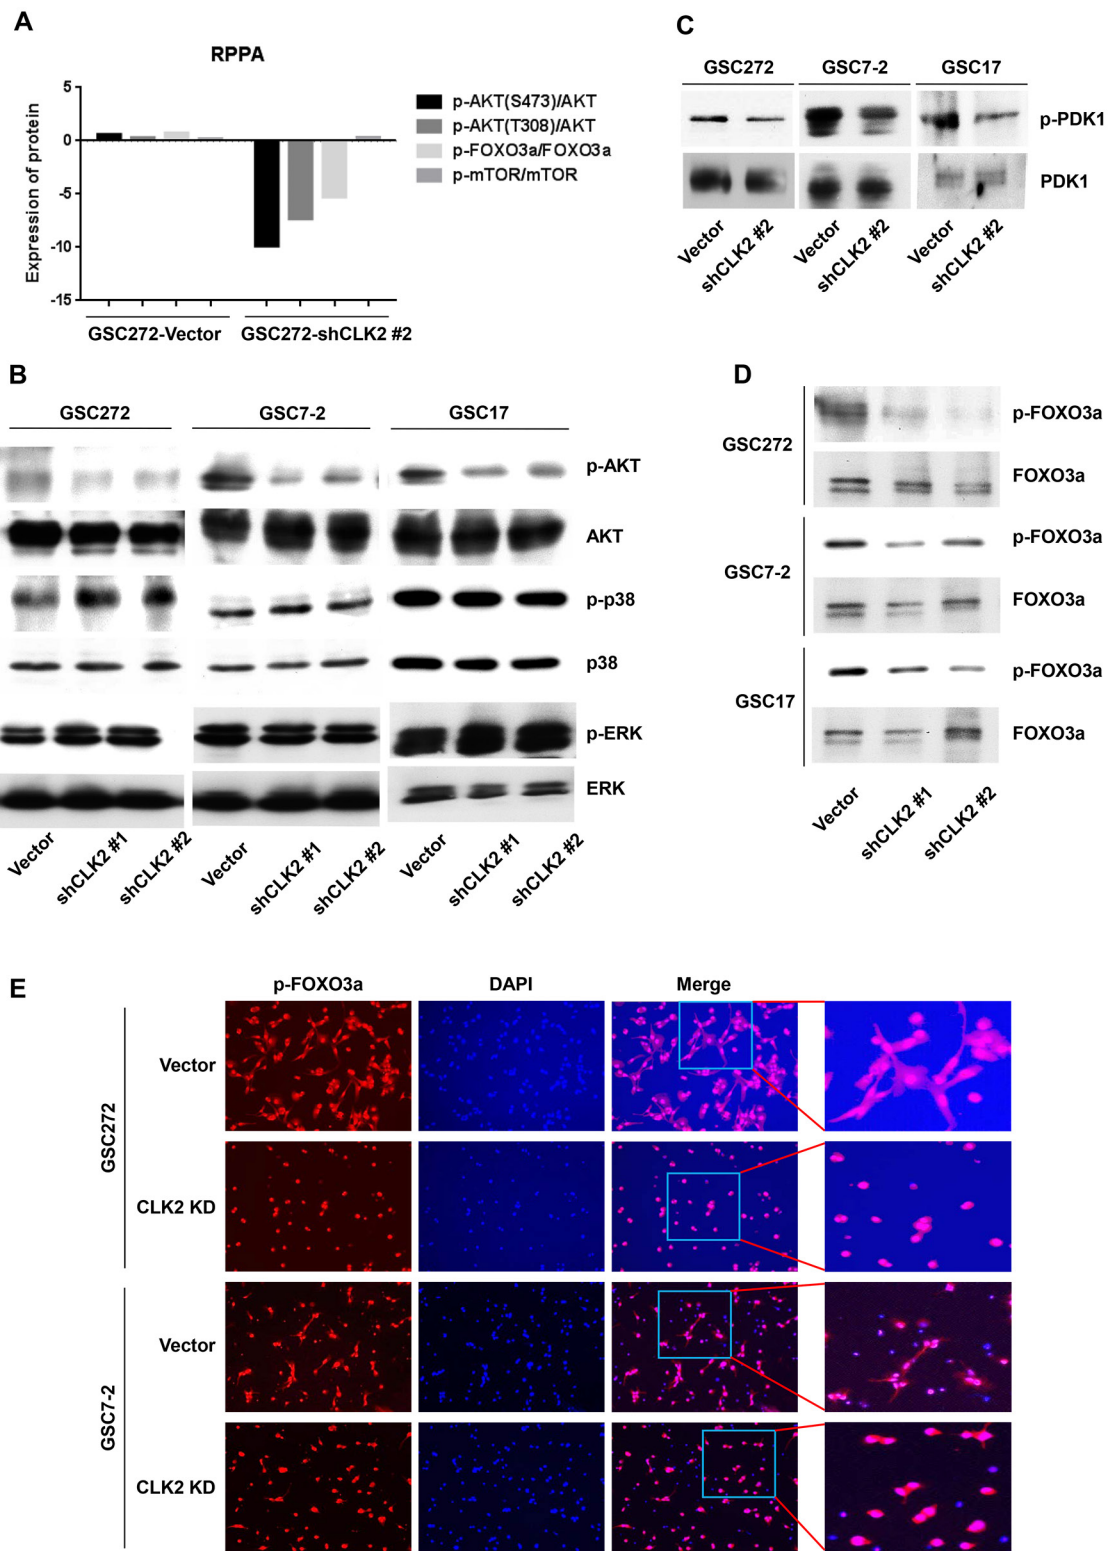 A
RPPA
Expression of protein
5
0
-5
-10
-15
GSC272-Vector
GSC272-shCLK2 #2
p-AKT(S473)/AKT
p-AKT(T308)/AKT
p-FOXO3a/FOXO3a
p-mTOR/mTOR
C
GSC272
GSC7-2
GSC17
p-PDK1
PDK1
Vector
shCLK2 #2
Vector
shCLK2 #2
Vector
shCLK2 #2
B
GSC272
GSC7-2
GSC17
p-AKT
AKT
p-p38
p38
p-ERK
ERK
Vector
shCLK2 #1
shCLK2 #2
Vector
shCLK2 #1
shCLK2 #2
Vector
shCLK2 #1
shCLK2 #2
D
GSC272
p-FOXO3a
FOXO3a
GSC7-2
p-FOXO3a
FOXO3a
GSC17
p-FOXO3a
FOXO3a
Vector
shCLK2 #1
shCLK2 #2
E
p-FOXO3a
DAPI
Merge
GSC272
Vector
CLK2 KD
GSC7-2
Vector
CLK2 KD